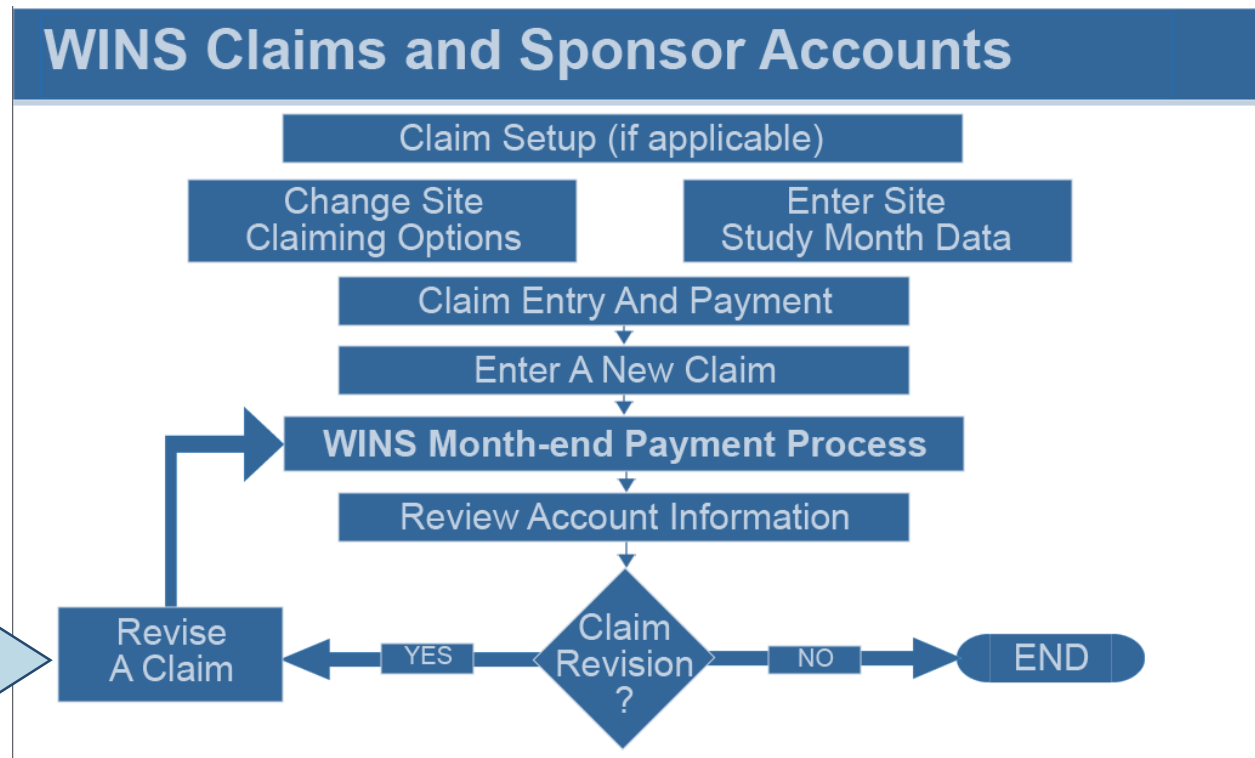 WINS Claims and Sponsor Accounts
Claim Setup (if applicable)
Change Site
Claiming Options
Enter Site
Study Month Data
Claim Entry And Payment
Enter A New Claim
WINS Month-end Payment Process
Review Account Information
Claim
Revision
?
YES
NO
Revise
A Claim
END